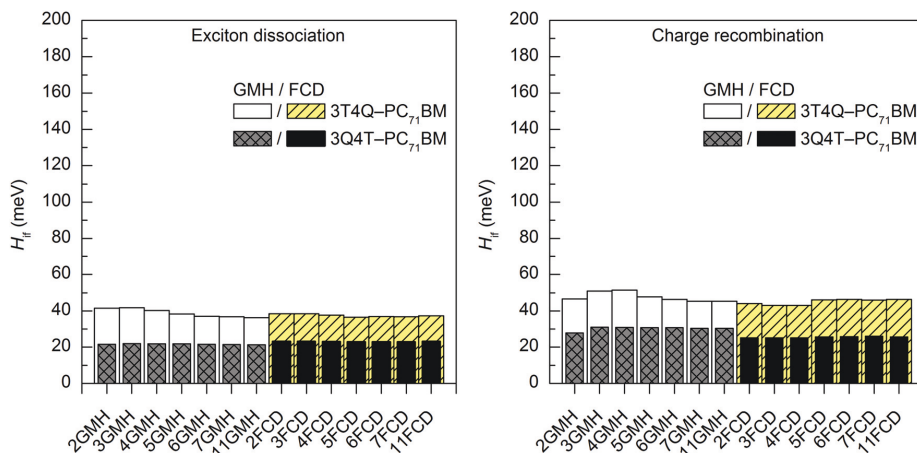 Exciton dissociation
GMH / FCD
/ 3T4Q–PC₇₁BM
/ 3Q4T–PC₇₁BM
H_if (meV)
200
180
160
140
120
100
80
60
40
20
0
2GMH
3GMH
4GMH
5GMH
6GMH
7GMH
11GMH
2FCD
3FCD
4FCD
5FCD
6FCD
7FCD
11FCD
Charge recombination
GMH / FCD
/ 3T4Q–PC₇₁BM
/ 3Q4T–PC₇₁BM
H_if (meV)
200
180
160
140
120
100
80
60
40
20
0
2GMH
3GMH
4GMH
5GMH
6GMH
7GMH
11GMH
2FCD
3FCD
4FCD
5FCD
6FCD
7FCD
11FCD